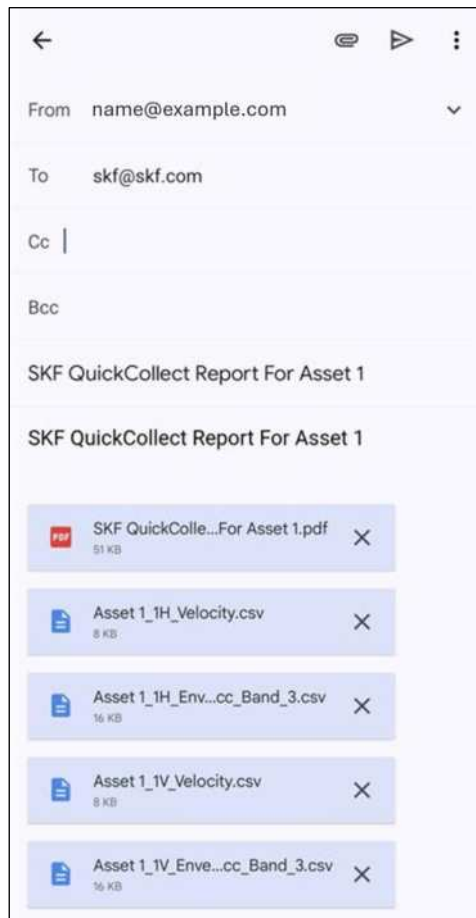 From name@example.com
To skf@skf.com
Cc
Bcc
SKF QuickCollect Report For Asset 1
SKF QuickCollect Report For Asset 1
PDF
SKF QuickColle...For Asset 1.pdf
51 KB
Asset 1_1H_Velocity.csv
8 KB
Asset 1_1H_Env...cc_Band_3.csv
16 KB
Asset 1_1V_Velocity.csv
8 KB
Asset 1_1V_Enve...cc_Band_3.csv
16 KB